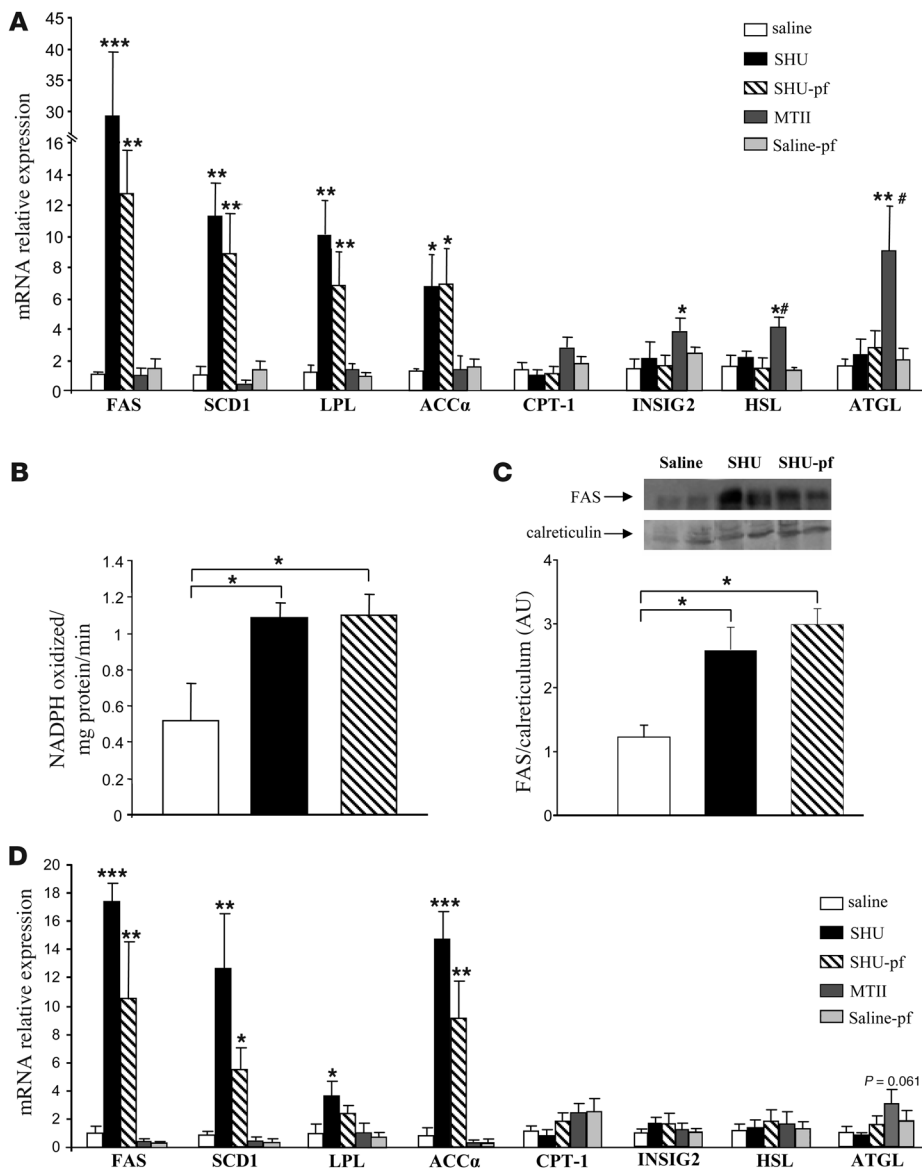 A
saline
SHU
SHU-pf
MTII
Saline-pf
mRNA relative expression
45
40
35
30
16
14
12
10
8
6
4
2
0
***
**
**
**
**
**
*
*
*
*#
** #
FAS SCD1 LPL ACCα CPT-1 INSIG2 HSL ATGL
B
NADPH oxidized/
mg protein/min
1.4
1.2
1
0.8
0.6
0.4
0.2
0
*
*
C
Saline SHU SHU-pf
FAS
calreticulin
FAS/calreticulum (AU)
4
3
2
1
0
*
*
D
saline
SHU
SHU-pf
MTII
Saline-pf
mRNA relative expression
20
18
16
14
12
10
8
6
4
2
0
***
**
**
*
*
***
**
P = 0.061
FAS SCD1 LPL ACCα CPT-1 INSIG2 HSL ATGL